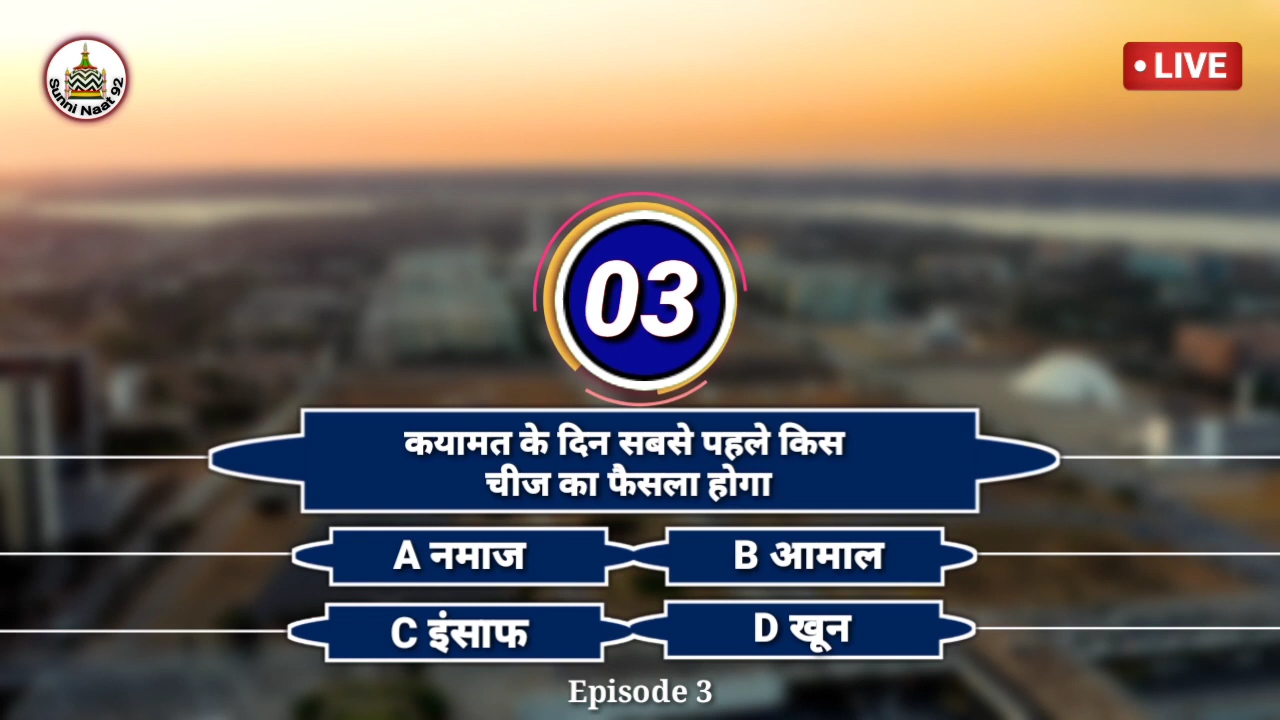 Sunni Naat 92
• LIVE
03
कयामत के दिन सबसे पहले किस
चीज का फैसला होगा
A नमाज
B आमाल
C इंसाफ
D खून
Episode 3